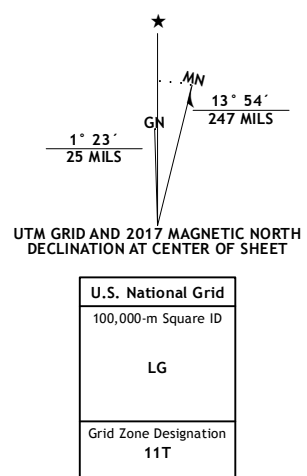 MN
13° 54´
247 MILS
GN
1° 23´
25 MILS
UTM GRID AND 2017 MAGNETIC NORTH
DECLINATION AT CENTER OF SHEET
U.S. National Grid
100,000-m Square ID
LG
Grid Zone Designation
11T